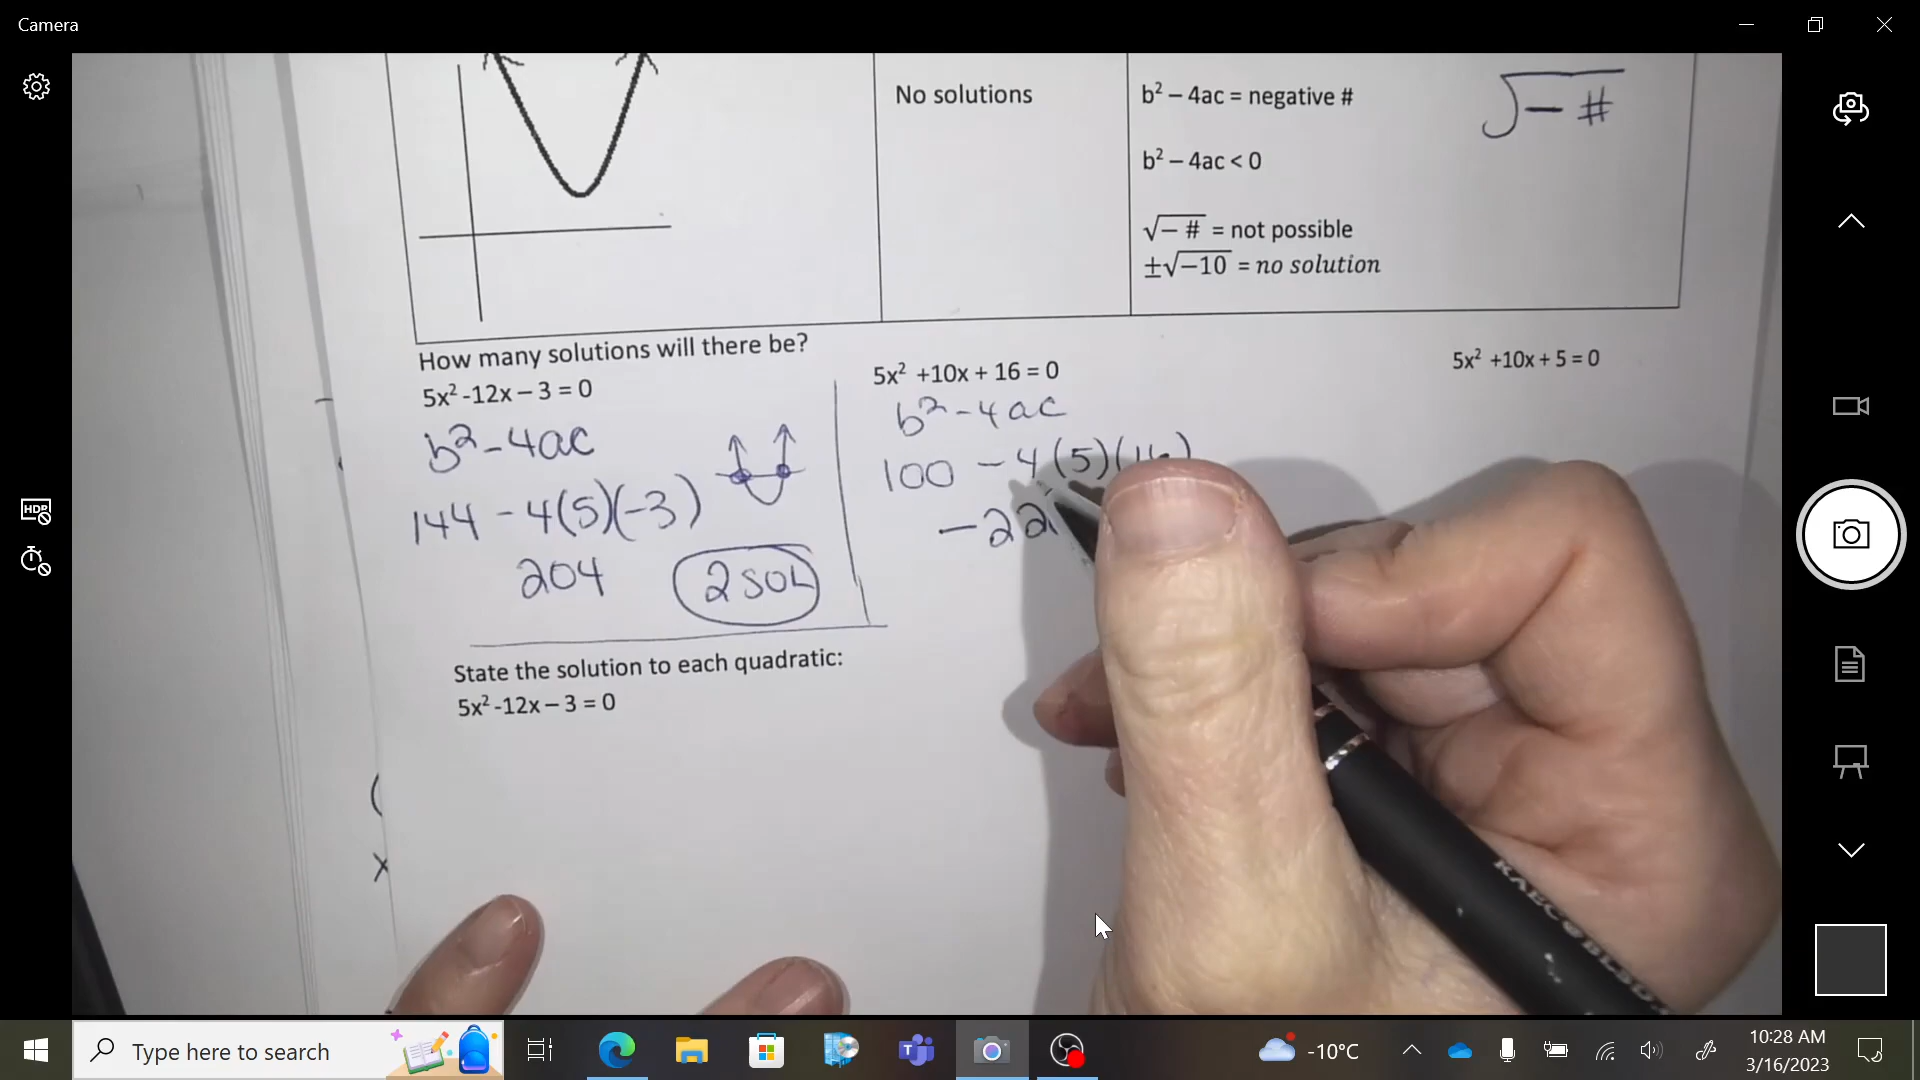 Camera
No solutions
b² – 4ac = negative #
√– #
b² – 4ac < 0
√– # = not possible
±√−10 = no solution
How many solutions will there be?
5x² -12x – 3 = 0
b² - 4ac
144 - 4(5)(-3)
204
2 SOL
5x² +10x + 16 = 0
b² - 4ac
100 - 4(5)(16)
-22
5x² +10x + 5 = 0
State the solution to each quadratic:
5x² -12x – 3 = 0
(
x
HDR
Type here to search
-10°C
10:28 AM
3/16/2023